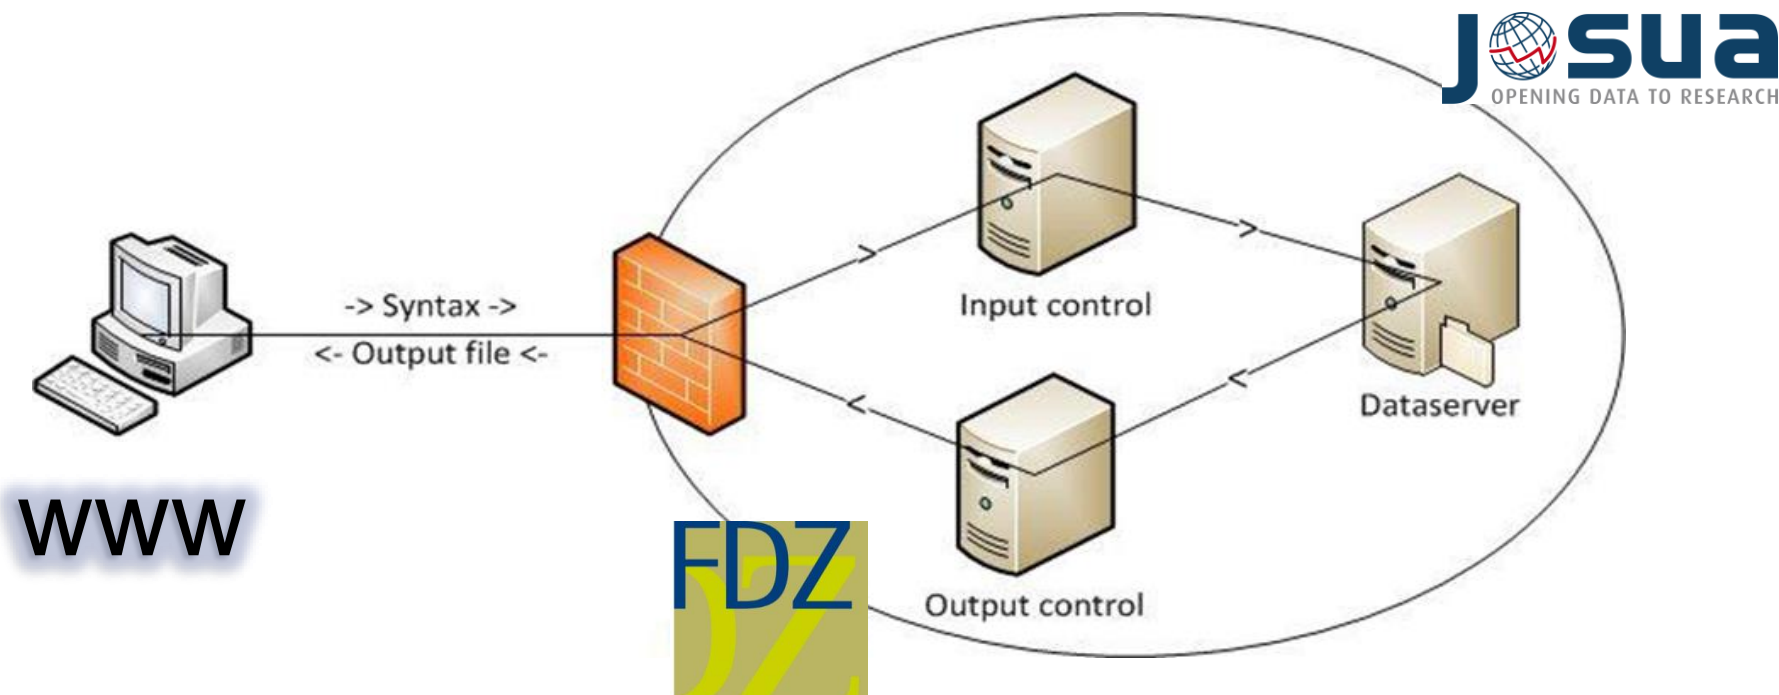 JOSUA
OPENING DATA TO RESEARCH
Input control
-> Syntax ->
<- Output file <-
Dataserver
WWW
FDZ
Output control